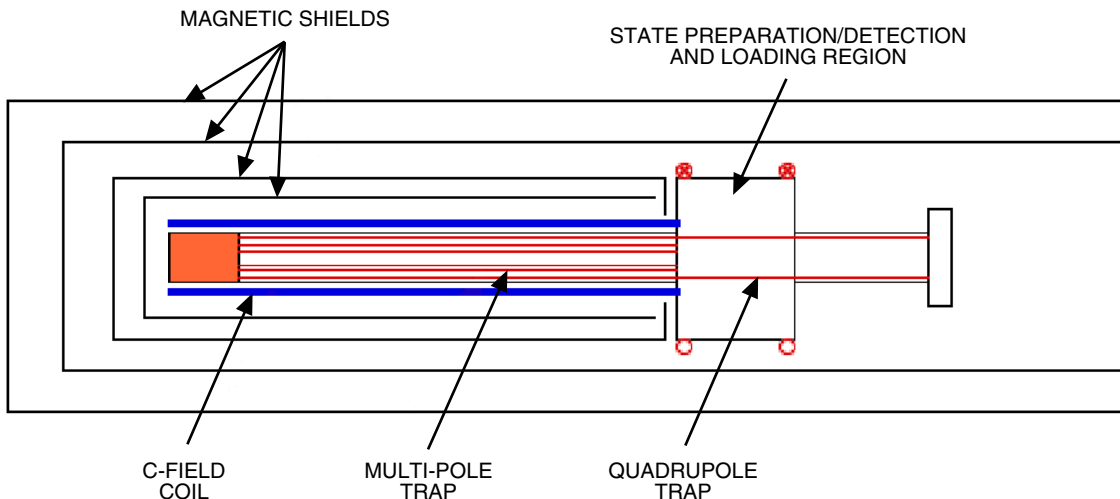 MAGNETIC SHIELDS
STATE PREPARATION/DETECTION
AND LOADING REGION
C-FIELD
COIL
MULTI-POLE
TRAP
QUADRUPOLE
TRAP